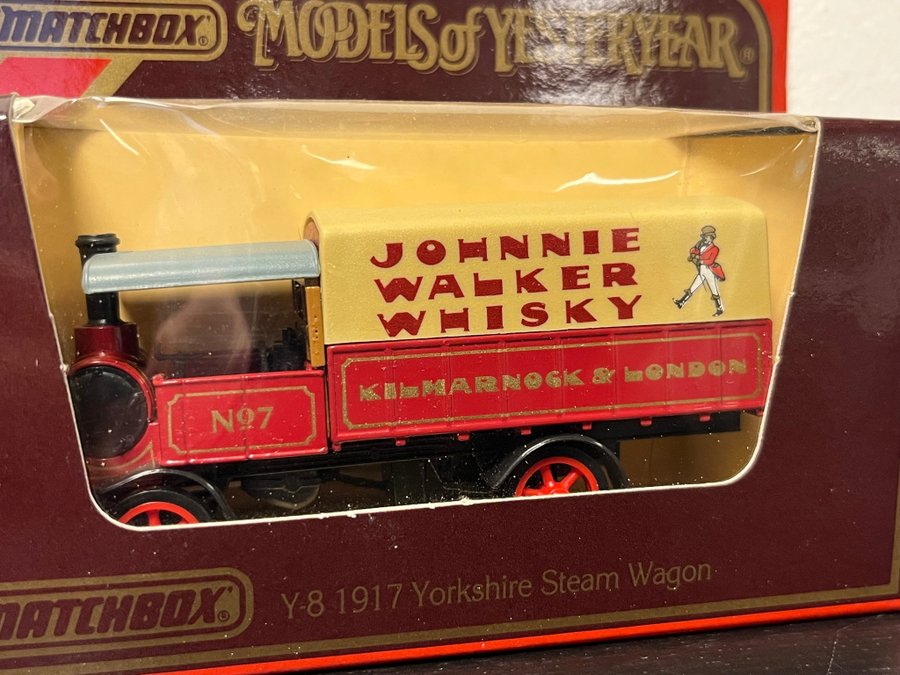 MATCHBOX®
MODELS of YESTERYEAR®
JOHNNIE
WALKER
WHISKY
KILMARNOCK & LONDON
No7
MATCHBOX®
Y-8 1917 Yorkshire Steam Wagon